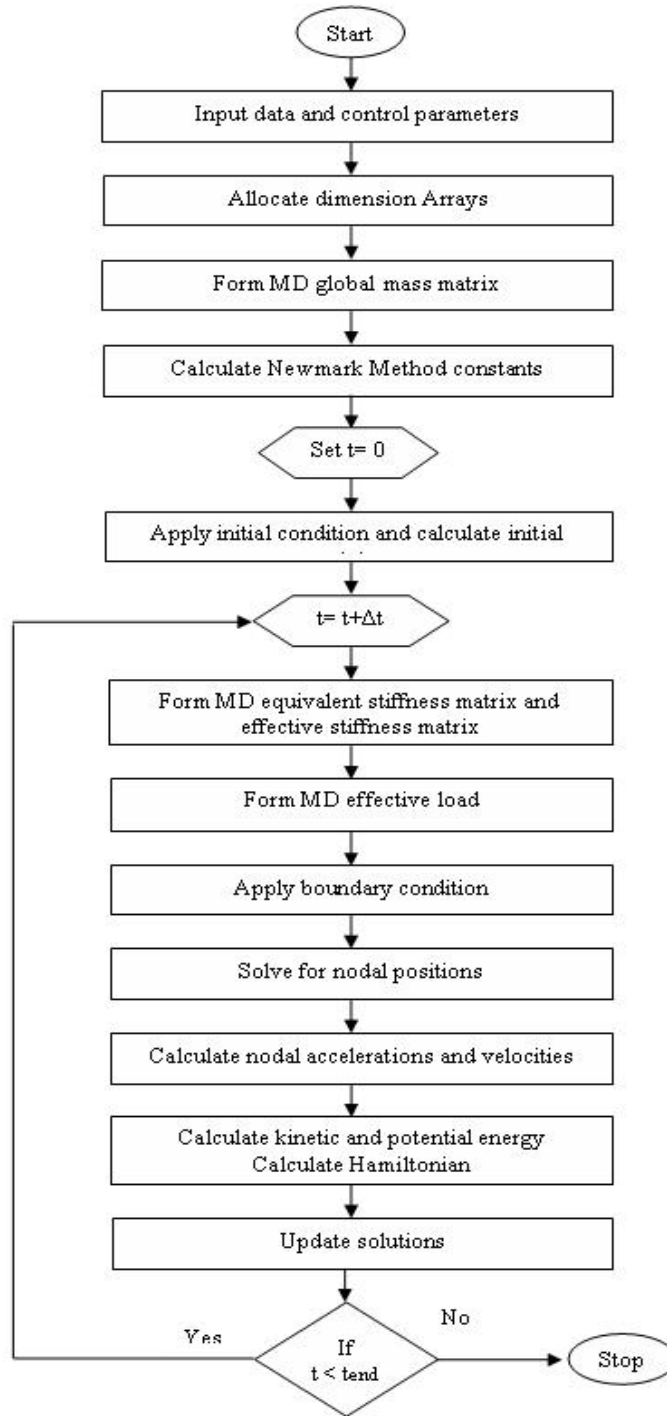 Start
Input data and control parameters
Allocate dimension Arrays
Form MD global mass matrix
Calculate Newmark Method constants
Set t= 0
Apply initial condition and calculate initial
t= t+Δt
Form MD equivalent stiffness matrix and
effective stiffness matrix
Form MD effective load
Apply boundary condition
Solve for nodal positions
Calculate nodal accelerations and velocities
Calculate kinetic and potential energy
Calculate Hamiltonian
Update solutions
Yes
No
If
t < tend
Stop